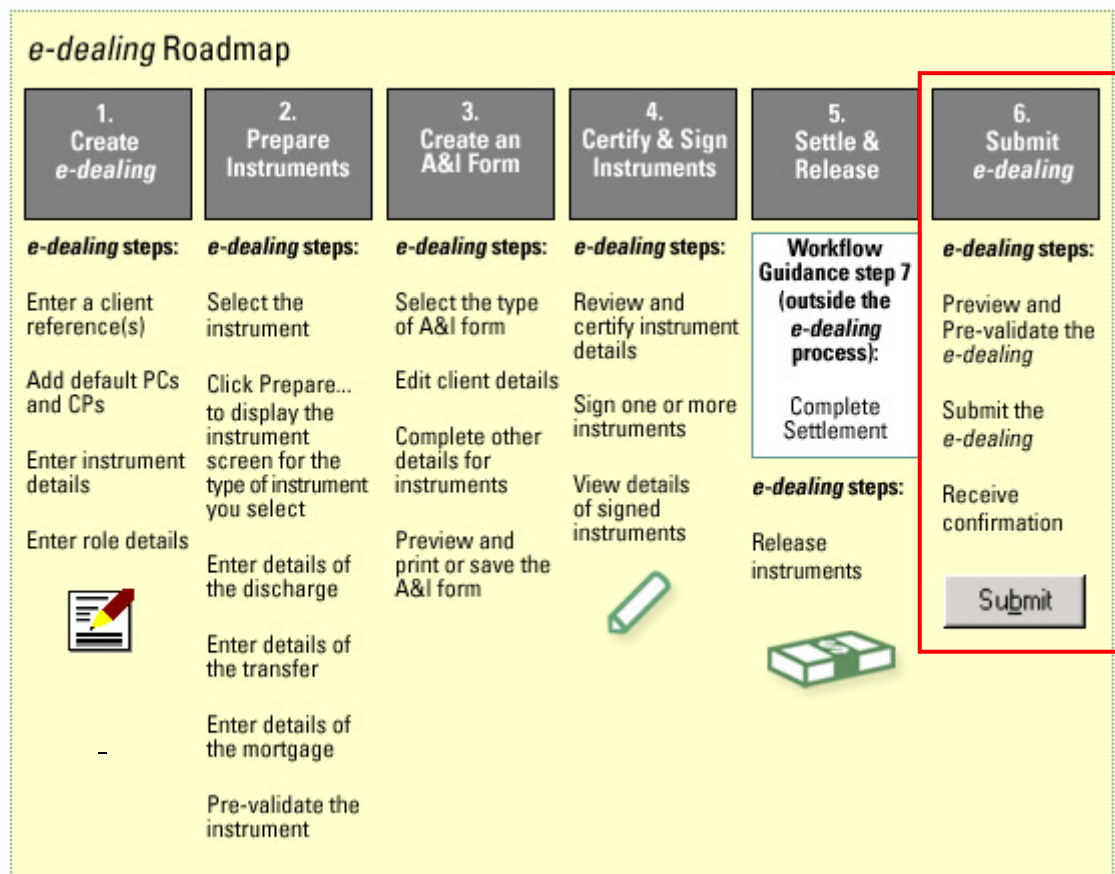 e-dealing Roadmap
1.
Create
e-dealing
e-dealing steps:
Enter a client
reference(s)
Add default PCs
and CPs
Enter instrument
details
Enter role details
2.
Prepare
Instruments
e-dealing steps:
Select the
instrument
Click Prepare...
to display the
instrument
screen for the
type of instrument
you select
Enter details of
the discharge
Enter details of
the transfer
Enter details of
the mortgage
Pre-validate the
instrument
3.
Create an
A&I Form
e-dealing steps:
Select the type
of A&I form
Edit client details
Complete other
details for
instruments
Preview and
print or save the
A&I form
4.
Certify & Sign
Instruments
e-dealing steps:
Review and
certify instrument
details
Sign one or more
instruments
View details
of signed
instruments
5.
Settle &
Release
Workflow
Guidance step 7
(outside the
e-dealing
process):
Complete
Settlement
e-dealing steps:
Release
instruments
6.
Submit
e-dealing
e-dealing steps:
Preview and
Pre-validate the
e-dealing
Submit the
e-dealing
Receive
confirmation
Submit